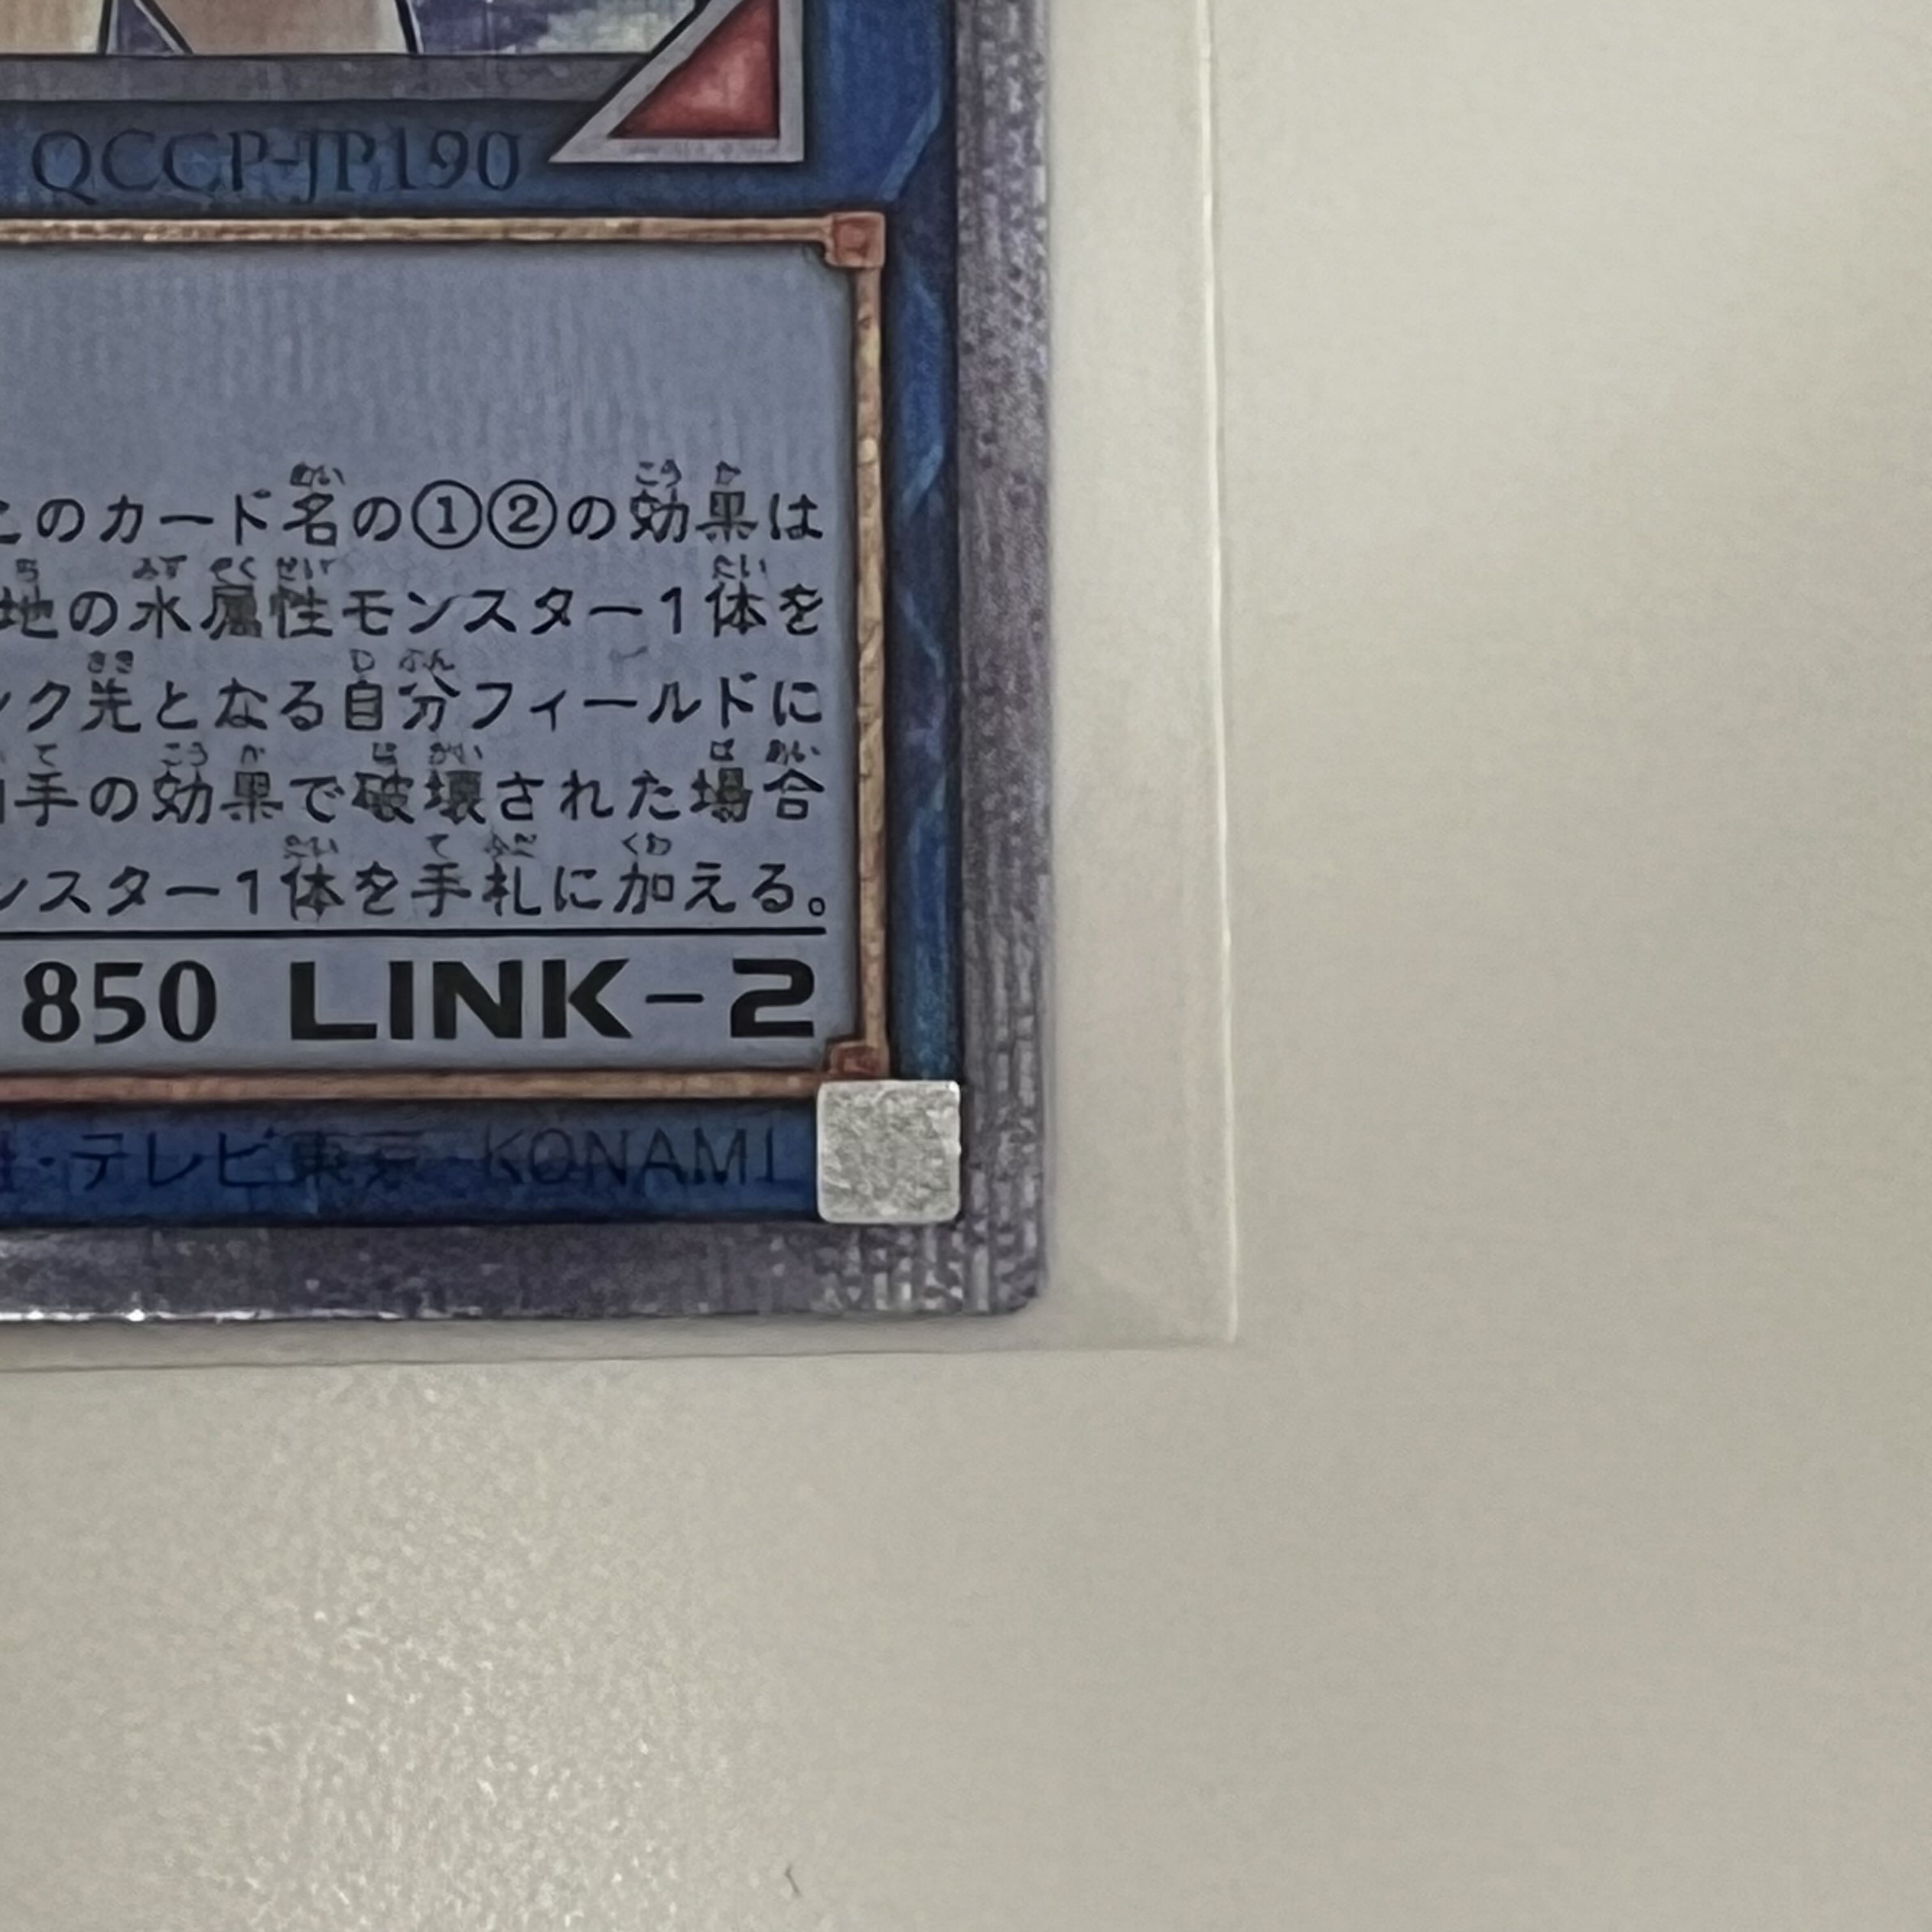 QCCP-JP190
このカード名の①②の効果は
地の水属性モンスター1体を
ンク先となる自分フィールドに
手の効果で破壊された場合
ンスター1体を手札に加える。
850 LINK-2
・テレビ東京・KONAMI